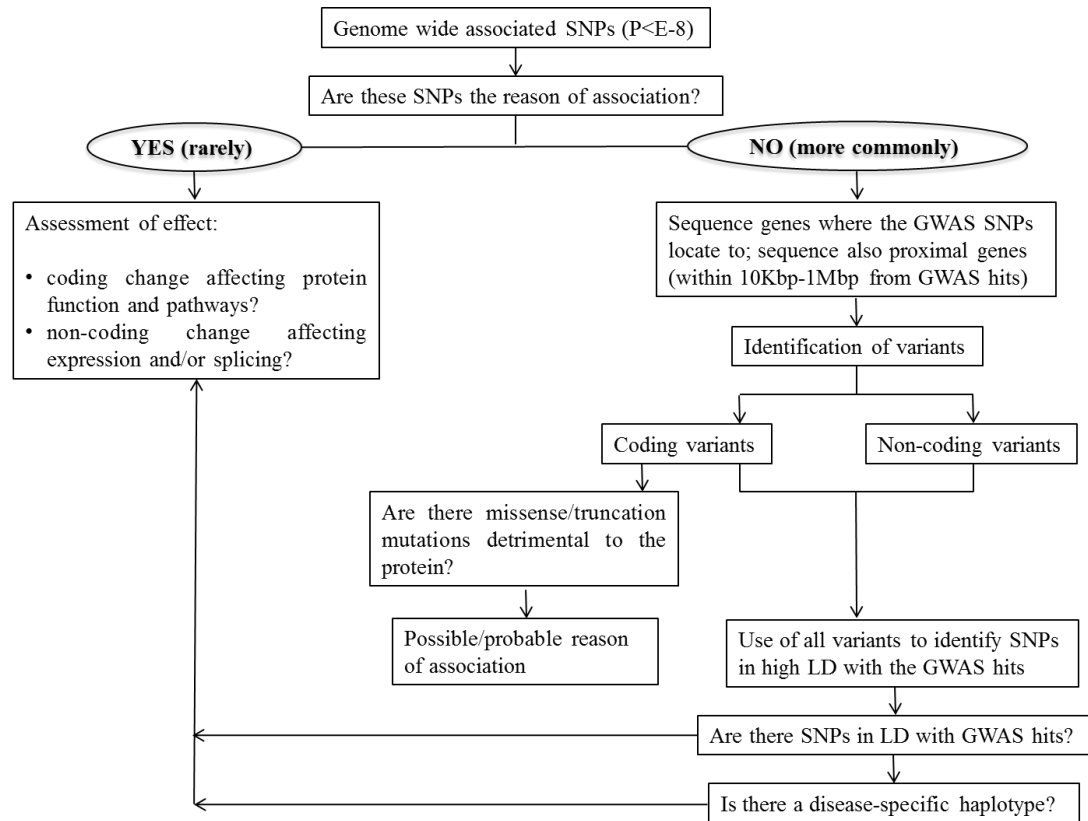 Genome wide associated SNPs (P<E-8)
Are these SNPs the reason of association?
YES (rarely)
NO (more commonly)
Assessment of effect:
• coding change affecting protein
function and pathways?
• non-coding change affecting
expression and/or splicing?
Sequence genes where the GWAS SNPs
locate to; sequence also proximal genes
(within 10Kbp-1Mbp from GWAS hits)
Identification of variants
Coding variants
Non-coding variants
Are there missense/truncation
mutations detrimental to the
protein?
Possible/probable reason
of association
Use of all variants to identify SNPs
in high LD with the GWAS hits
Are there SNPs in LD with GWAS hits?
Is there a disease-specific haplotype?